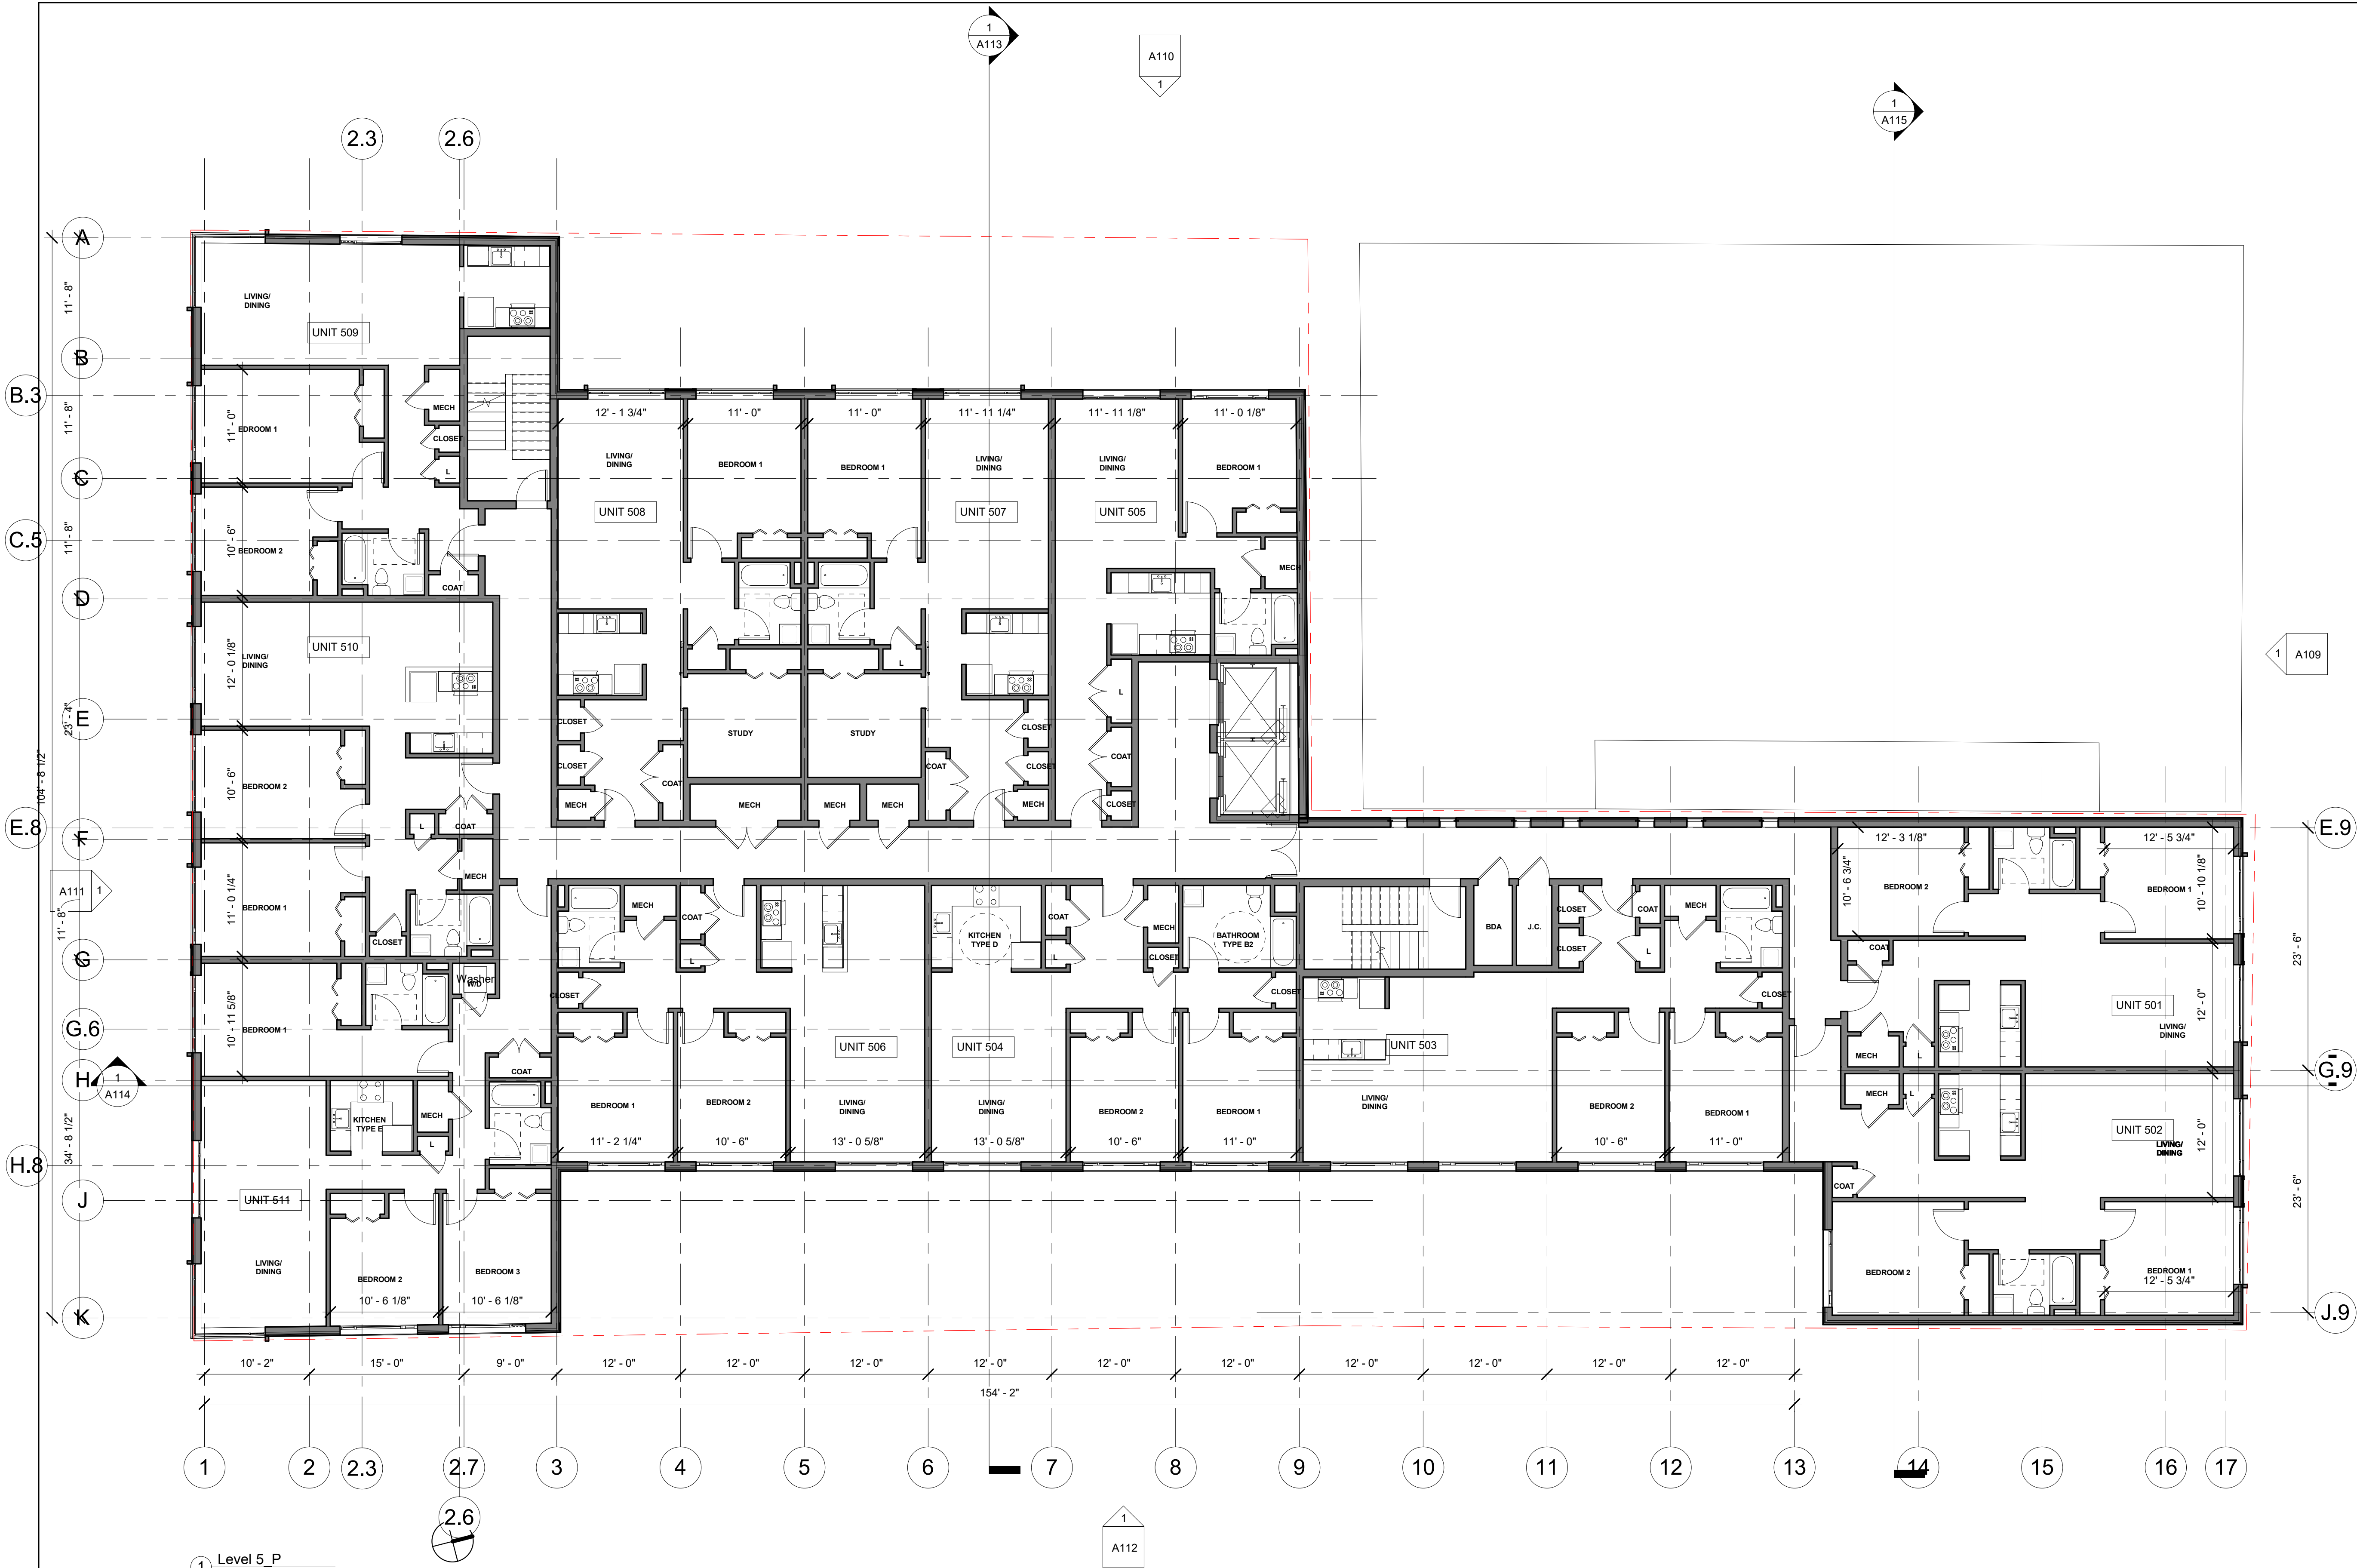 1
A113
A110
1
1
A115
2.3
2.6
A
B
B.3
C
C.5
D
E
E.8
F
G
G.6
H
H.8
J
K
11' - 8"
11' - 8"
11' - 8"
23' - 4"
104' - 8 1/2"
11' - 8"
34' - 8 1/2"
A111
1
1
A114
LIVING/
DINING
UNIT 509
11' - 0"
EDROOM 1
MECH
CLOSET
L
10' - 6"
BEDROOM 2
COAT
UNIT 510
12' - 0 1/8"
LIVING/
DINING
10' - 6"
BEDROOM 2
L
COAT
MECH
11' - 0 1/4"
BEDROOM 1
CLOSET
Washer
W/D
10' - 11 5/8"
BEDROOM 1
COAT
KITCHEN
TYPE E
MECH
L
UNIT 511
LIVING/
DINING
BEDROOM 2
BEDROOM 3
10' - 6 1/8"
10' - 6 1/8"
12' - 1 3/4"
11' - 0"
11' - 0"
11' - 11 1/4"
11' - 11 1/8"
11' - 0 1/8"
LIVING/
DINING
BEDROOM 1
BEDROOM 1
LIVING/
DINING
LIVING/
DINING
BEDROOM 1
UNIT 508
UNIT 507
UNIT 505
MECH
L
L
CLOSET
STUDY
STUDY
CLOSET
CLOSET
COAT
COAT
CLOSET
COAT
MECH
MECH
MECH
MECH
MECH
CLOSET
MECH
COAT
L
CLOSET
KITCHEN
TYPE D
COAT
L
MECH
CLOSET
BATHROOM
TYPE B2
CLOSET
BDA
J.C.
CLOSET
CLOSET
COAT
L
MECH
CLOSET
UNIT 506
UNIT 504
UNIT 503
BEDROOM 1
BEDROOM 2
LIVING/
DINING
LIVING/
DINING
BEDROOM 2
BEDROOM 1
LIVING/
DINING
BEDROOM 2
BEDROOM 1
11' - 2 1/4"
10' - 6"
13' - 0 5/8"
13' - 0 5/8"
10' - 6"
11' - 0"
10' - 6"
11' - 0"
12' - 3 1/8"
12' - 5 3/4"
10' - 6 3/4"
BEDROOM 2
BEDROOM 1
10' - 10 1/8"
COAT
UNIT 501
12' - 0"
LIVING/
DINING
MECH
L
MECH
L
UNIT 502
12' - 0"
LIVING/
DINING
COAT
BEDROOM 2
BEDROOM 1
12' - 5 3/4"
1
A109
E.9
23' - 6"
G.9
23' - 6"
J.9
10' - 2"
15' - 0"
9' - 0"
12' - 0"
12' - 0"
12' - 0"
12' - 0"
12' - 0"
12' - 0"
12' - 0"
12' - 0"
12' - 0"
12' - 0"
154' - 2"
1
2
2.3
2.7
3
4
5
6
7
8
9
10
11
12
13
14
15
16
17
2.6
1
A112
1
Level 5_P